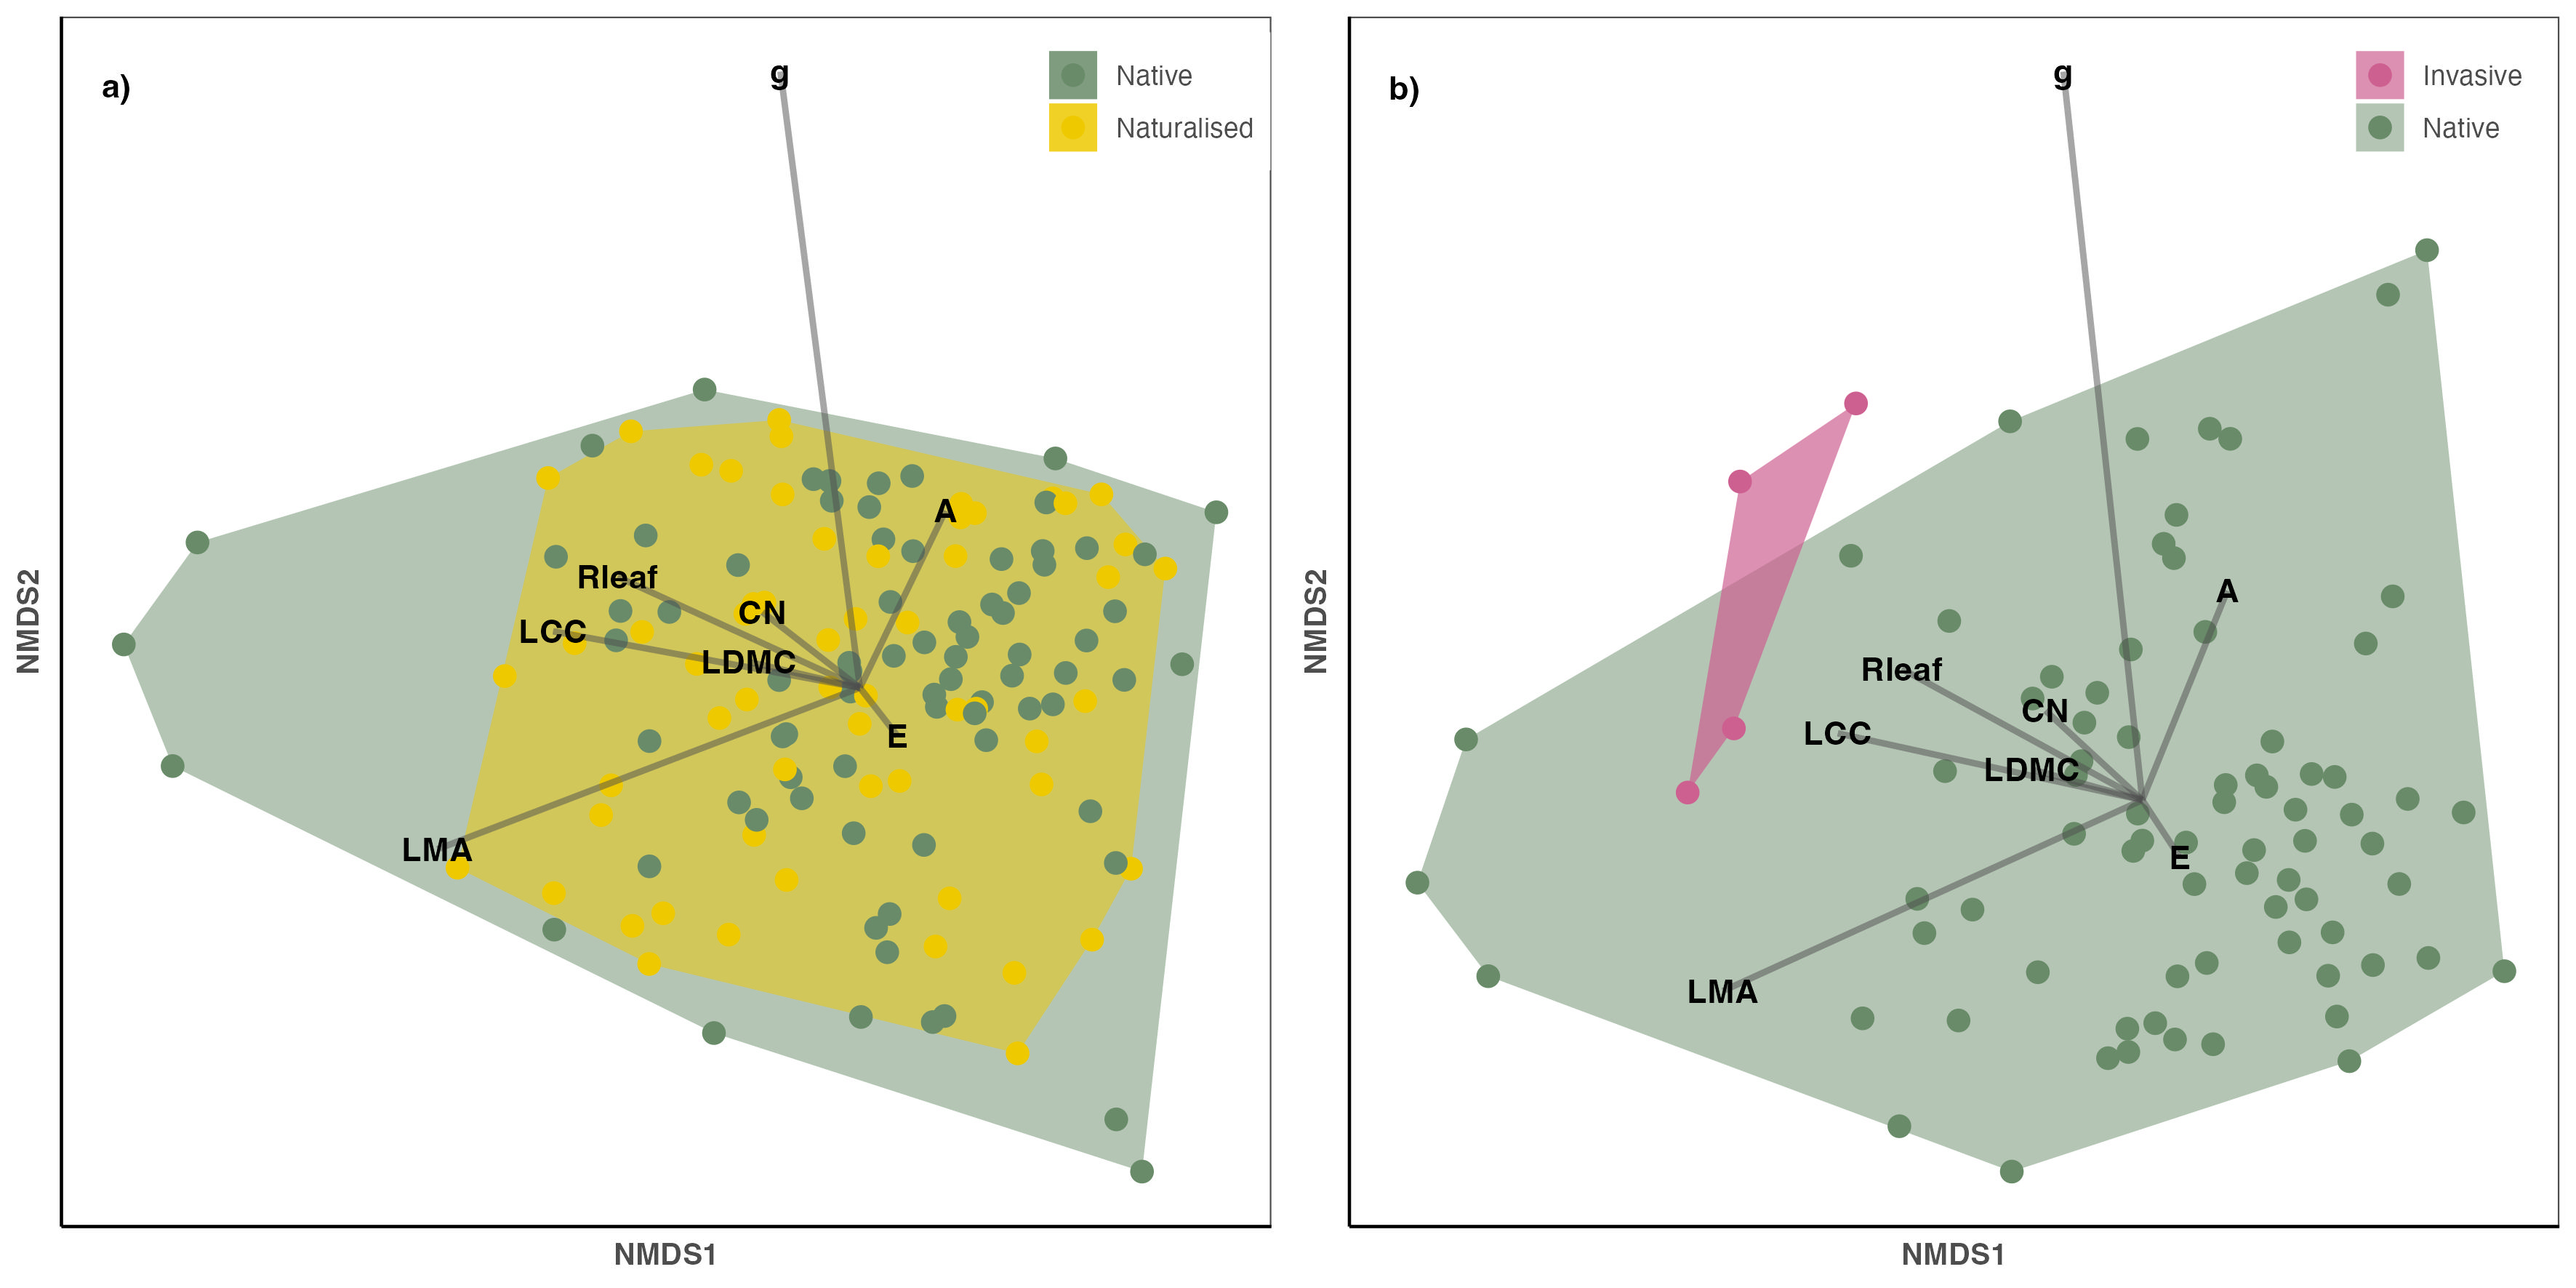 a)
g
Native
Naturalised
A
Rleaf
CN
LCC
LDMC
E
LMA
NMDS2
NMDS1
b)
g
Invasive
Native
A
Rleaf
CN
LCC
LDMC
E
LMA
NMDS2
NMDS1